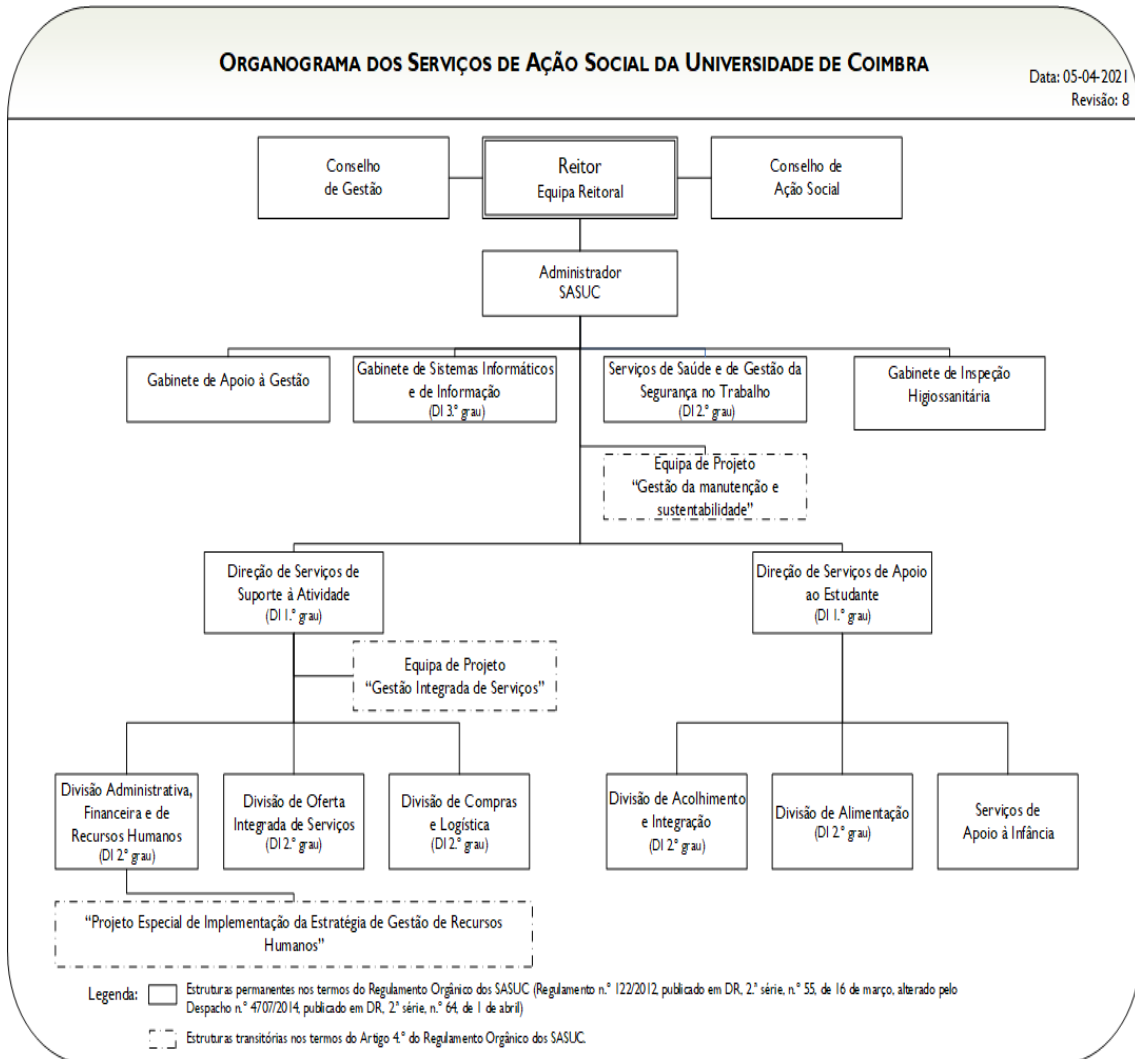 ORGANOGRAMA DOS SERVIÇOS DE AÇÃO SOCIAL DA UNIVERSIDADE DE COIMBRA
Data: 05-04-2021
Revisão: 8
Conselho
de Gestão
Reitor
Equipa Reitoral
Conselho de
Ação Social
Administrador
SASUC
Gabinete de Apoio à Gestão
Gabinete de Sistemas Informáticos
e de Informação
(DI 3.º grau)
Serviços de Saúde e de Gestão da
Segurança no Trabalho
(DI 2.º grau)
Gabinete de Inspeção
Higiossanitária
Equipa de Projeto
“Gestão da manutenção e
sustentabilidade”
Direção de Serviços de
Suporte à Atividade
(DI 1.º grau)
Direção de Serviços de Apoio
ao Estudante
(DI 1.º grau)
Equipa de Projeto
“Gestão Integrada de Serviços”
Divisão Administrativa,
Financeira e de
Recursos Humanos
(DI 2º grau)
Divisão de Oferta
Integrada de Serviços
(DI 2.º grau)
Divisão de Compras
e Logística
(DI 2.º grau)
Divisão de Acolhimento
e Integração
(DI 2º grau)
Divisão de Alimentação
(DI 2.º grau)
Serviços de
Apoio à Infância
“Projeto Especial de Implementação da Estratégia de Gestão de Recursos
Humanos”
Legenda:
Estruturas permanentes nos termos do Regulamento Orgânico dos SASUC (Regulamento n.º 122/2012, publicado em DR, 2.ª série, n.º 55, de 16 de março, alterado pelo
Despacho n.º 4707/2014, publicado em DR, 2.ª série, n.º 64, de 1 de abril)
Estruturas transitórias nos termos do Artigo 4.º do Regulamento Orgânico dos SASUC.